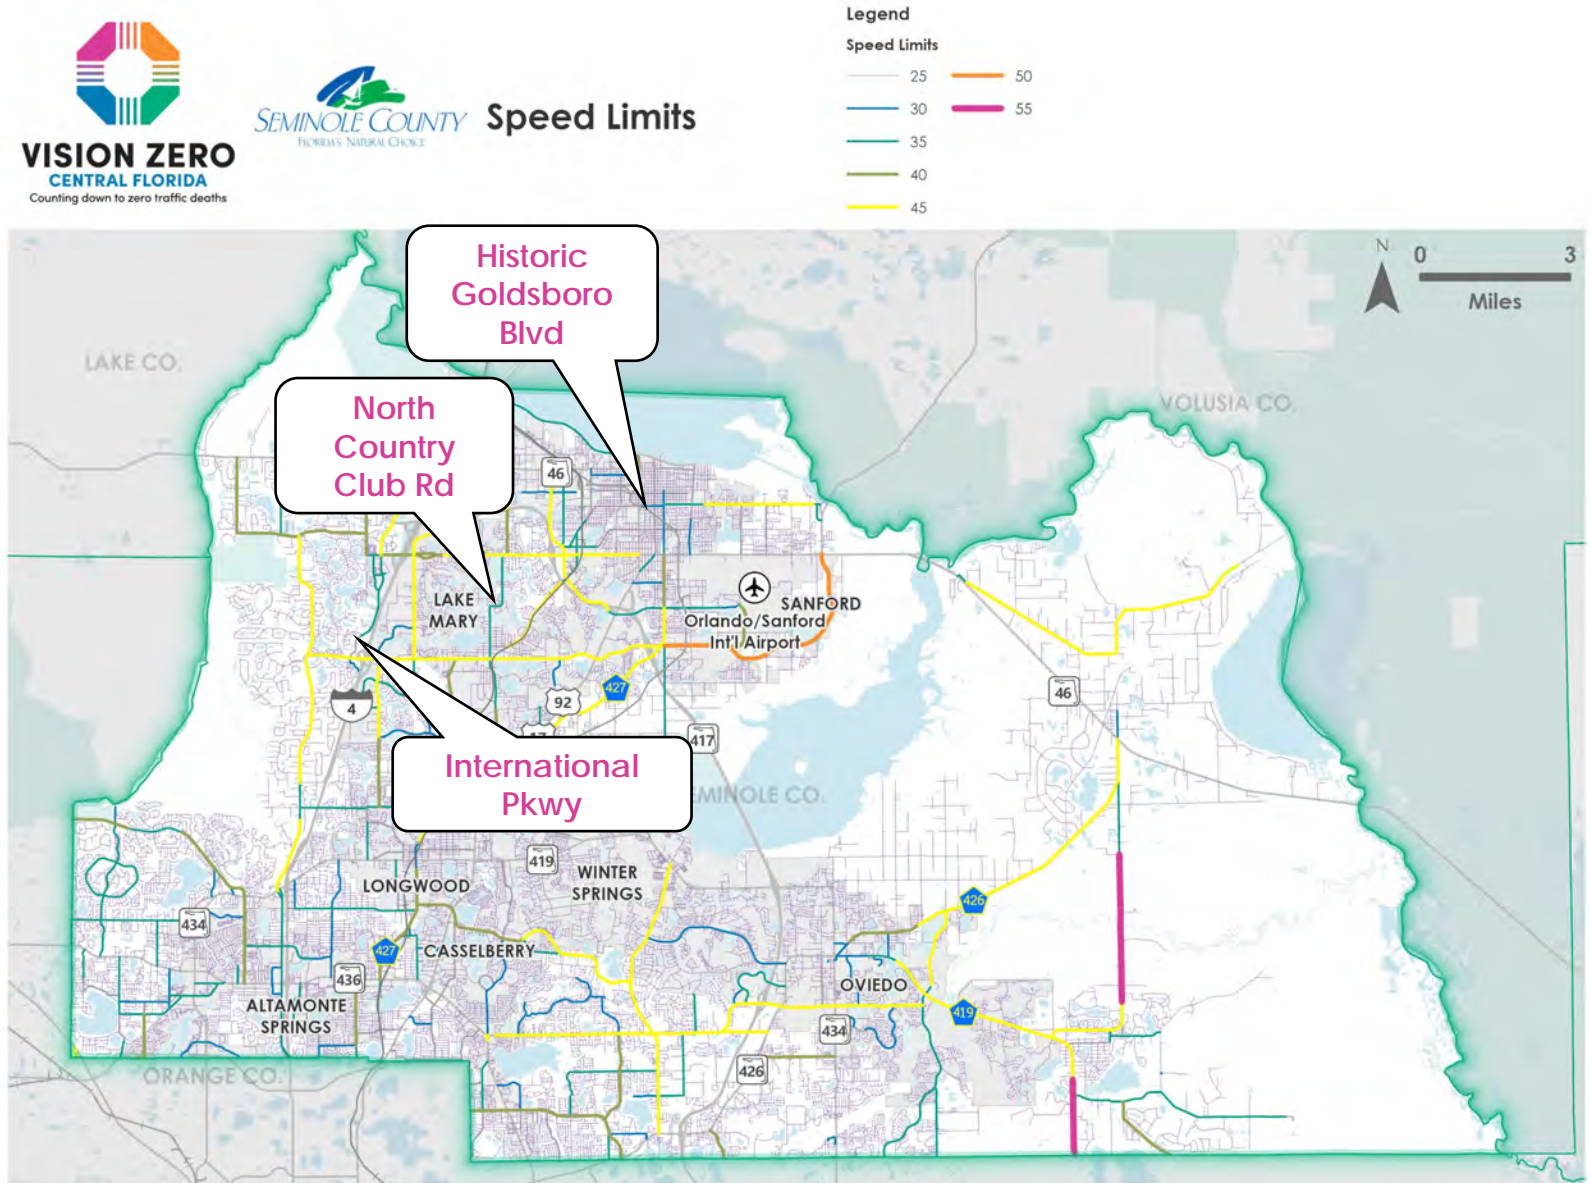 VISION ZERO
CENTRAL FLORIDA
Counting down to zero traffic deaths
SEMINOLE COUNTY
FLORIDA'S NATURAL CHOICE
Speed Limits
Legend
Speed Limits
25
50
30
55
35
40
45
N
0
3
Miles
Historic
Goldsboro
Blvd
LAKE CO.
VOLUSIA CO.
North
Country
Club Rd
46
LAKE
MARY
SANFORD
Orlando/Sanford
Int'l Airport
46
427
92
4
17
417
International
Pkwy
SEMINOLE CO.
419
WINTER
SPRINGS
LONGWOOD
426
434
427
CASSELBERRY
436
OVIEDO
ALTAMONTE
SPRINGS
419
434
426
ORANGE CO.